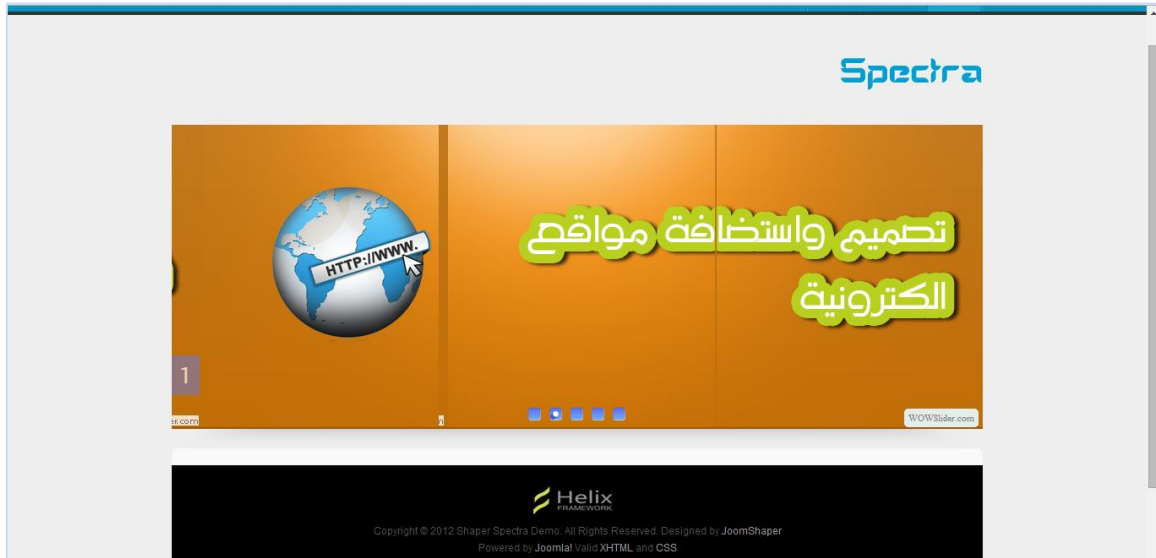 Spectra
تصميم واستضافة مواقع
الكترونية
HTTP://WWW.
1
WOWSlider.com
Helix
FRAMEWORK
Copyright © 2012 Shaper Spectra Demo. All Rights Reserved. Designed by JoomShaper
Powered by Joomla! Valid XHTML and CSS